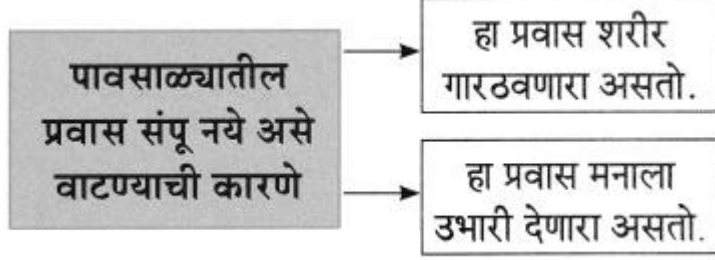 पावसाळ्यातील
प्रवास संपू नये असे
वाटण्याची कारणे
हा प्रवास शरीर
गारठवणारा असतो.
हा प्रवास मनाला
उभारी देणारा असतो.